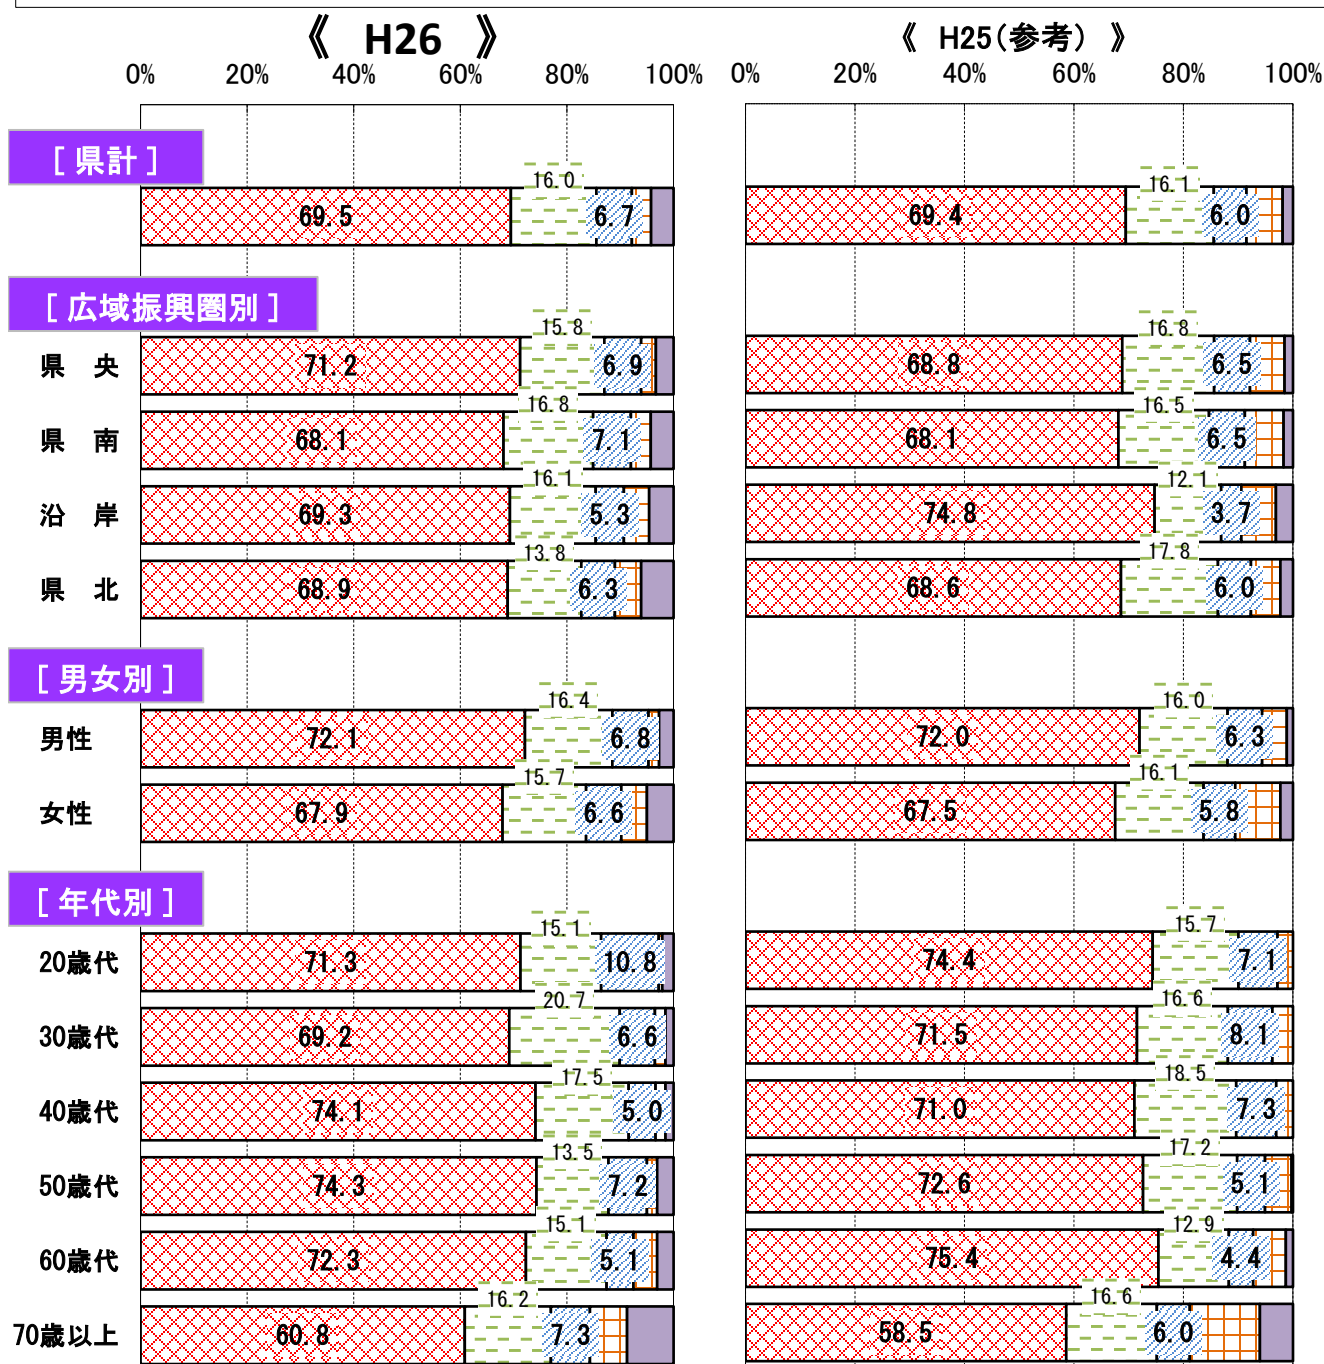 《 H26 》 《 H25(参考) 》
0% 20% 40% 60% 80% 100% 0% 20% 40% 60% 80% 100%
[ 県計 ]
69.5 16.0 6.7 69.4 16.1 6.0
[ 広域振興圏別 ]
県 央 71.2 15.8 6.9 68.8 16.8 6.5
県 南 68.1 16.8 7.1 68.1 16.5 6.5
沿 岸 69.3 16.1 5.3 74.8 12.1 3.7
県 北 68.9 13.8 6.3 68.6 17.8 6.0
[ 男女別 ]
男性 72.1 16.4 6.8 72.0 16.0 6.3
女性 67.9 15.7 6.6 67.5 16.1 5.8
[ 年代別 ]
20歳代 71.3 15.1 10.8 74.4 15.7 7.1
30歳代 69.2 20.7 6.6 71.5 16.6 8.1
40歳代 74.1 17.5 5.0 71.0 18.5 7.3
50歳代 74.3 13.5 7.2 72.6 17.2 5.1
60歳代 72.3 15.1 5.1 75.4 12.9 4.4
70歳以上 60.8 16.2 7.3 58.5 16.6 6.0